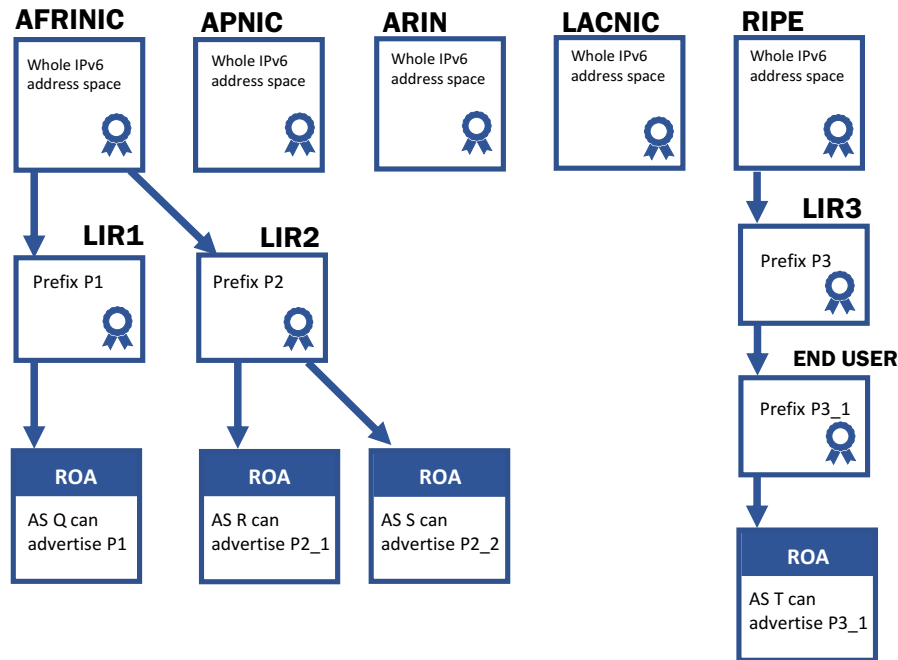 AFRINIC
APNIC
ARIN
LACNIC
RIPE
Whole IPv6
address space
Whole IPv6
address space
Whole IPv6
address space
Whole IPv6
address space
Whole IPv6
address space
LIR1
LIR2
LIR3
Prefix P1
Prefix P2
Prefix P3
END USER
Prefix P3_1
ROA
AS Q can
advertise P1
ROA
AS R can
advertise P2_1
ROA
AS S can
advertise P2_2
ROA
AS T can
advertise P3_1